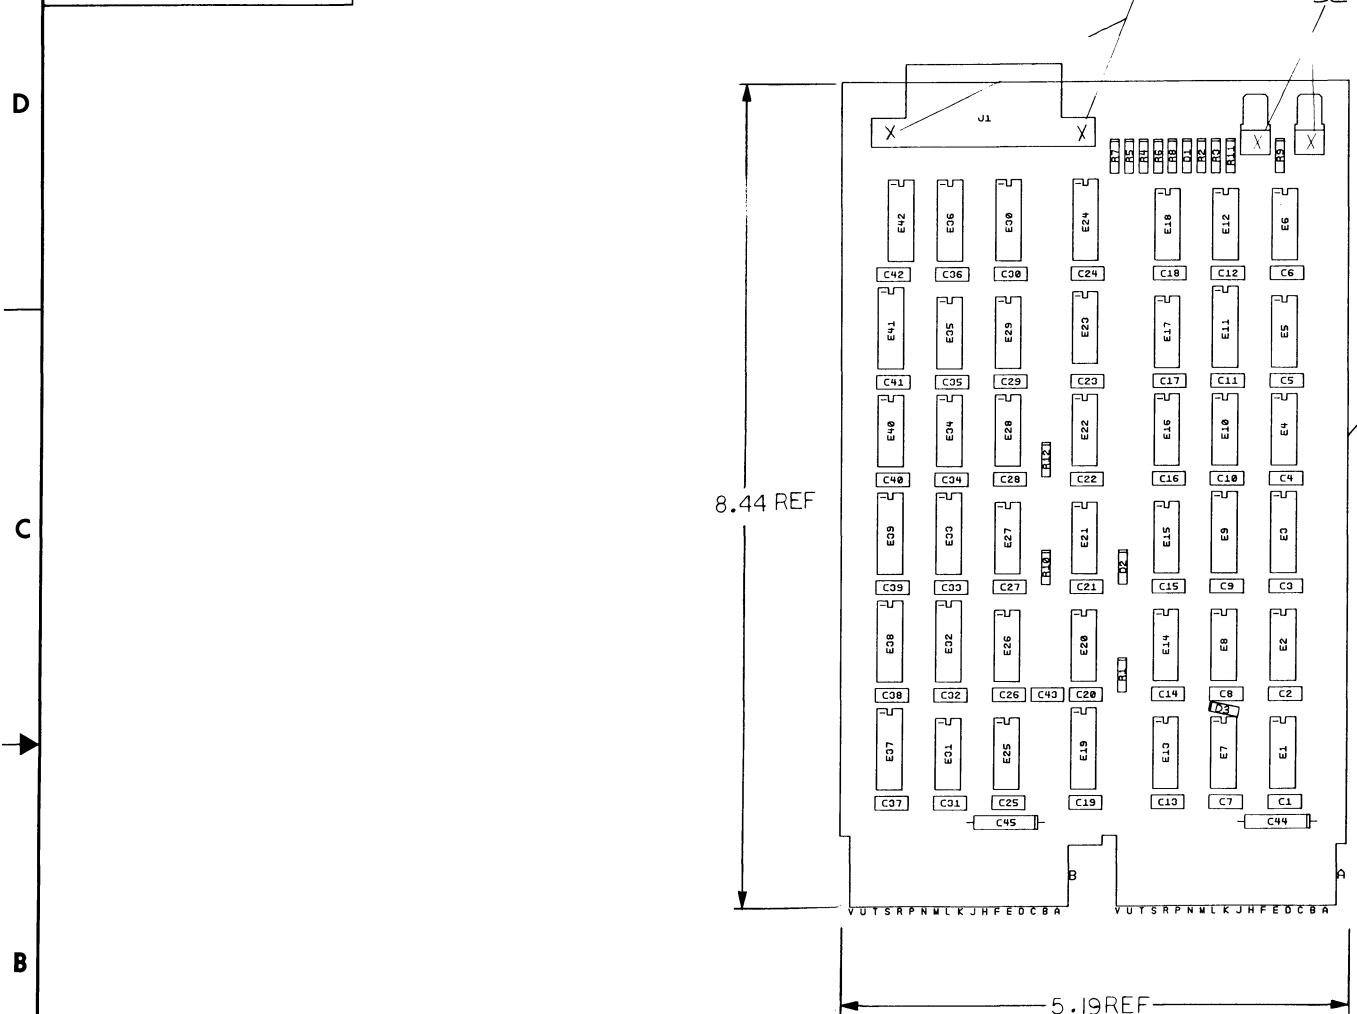 D
J1
R7 R5 R4 R6 R8 D1 R2 R3 R11 R9
E42 E36 E30 E24 E18 E12 E6
C42 C36 C30 C24 C18 C12 C6
E41 E35 E29 E23 E17 E11 E5
C41 C35 C29 C23 C17 C11 C5
E40 E34 E28 E22 E16 E10 E4
R12
C40 C34 C28 C22 C16 C10 C4
8.44 REF
C
E39 E33 E27 E21 E15 E9 E3
R10 D2
C39 C33 C27 C21 C15 C9 C3
E38 E32 E26 E20 E14 E8 E2
R1
C38 C32 C26 C43 C20 C14 C8 C2
D3
E37 E31 E25 E19 E13 E7 E1
C37 C31 C25 C19 C13 C7 C1
C45 C44
B A
V U T S R P N M L K J H F E D C B A V U T S R P N M L K J H F E D C B A
B
5.19 REF